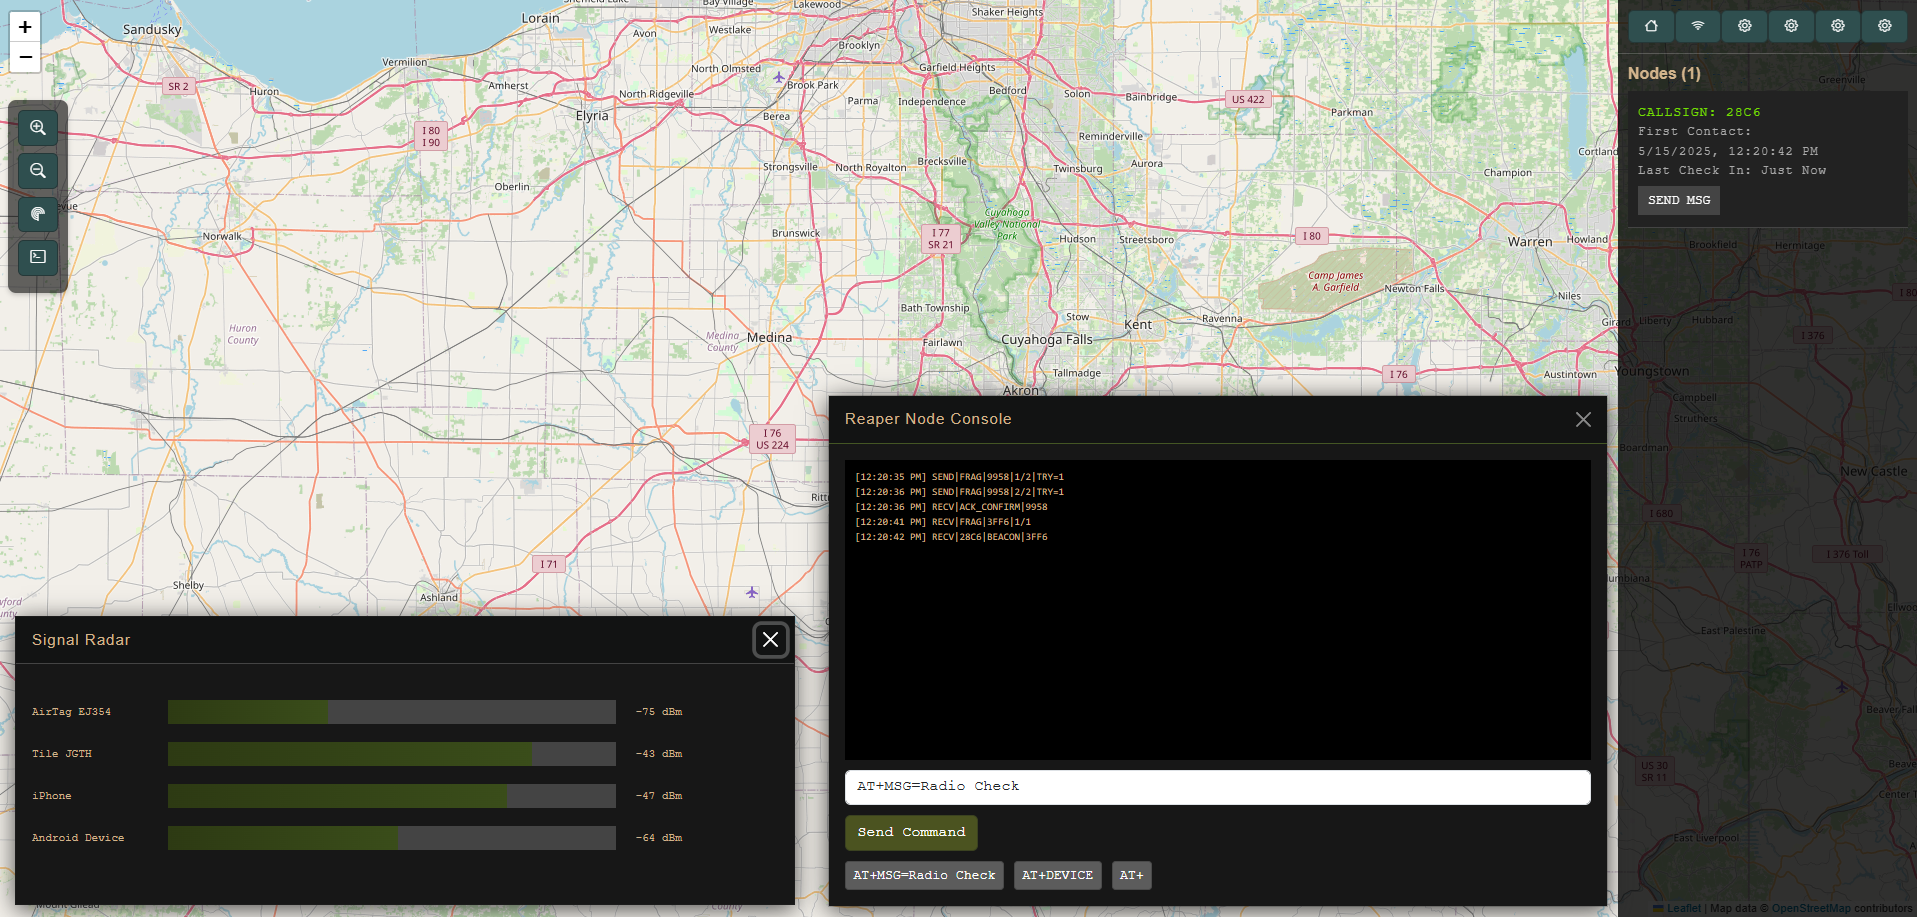 +
−
Sandusky
Lorain
Sheffield Lake
Bay Village
Lakewood
Shaker Heights
Avon
Westlake
Brooklyn
Vermilion
North Olmsted
Garfield Heights
Greenville
SR 2
Huron
Amherst
North Ridgeville
Brook Park
Bedford
Solon
Bainbridge
US 422
Parma
Independence
Parkman
Elyria
Berea
I 80
I 90
Reminderville
Cortland
Strongsville
North Royalton
Brecksville
Twinsburg
Aurora
Champion
Oberlin
Norwalk
Brunswick
I 77
SR 21
Cuyahoga
Valley National
Park
Hudson
Streetsboro
I 80
Warren
Howland
Brookfield
Hermitage
Camp James
A. Garfield
Newton Falls
Niles
I 80
Bath Township
Stow
Ravenna
Girard
Liberty
Hubbard
Huron
County
Medina
County
Medina
Fairlawn
Cuyahoga Falls
Kent
I 376
Tallmadge
I 76
Austintown
Youngstown
Akron
Campbell
Struthers
I 76
US 224
Boardman
New Castle
I 680
I 71
I 76
PATP
I 376 Toll
Shelby
Ashland
East Palestine
Beaver Fal
US 30
SR 11
Beave
Center T
East Liverpool
Mount Gilead
Nodes (1)
CALLSIGN: 28C6
First Contact:
5/15/2025, 12:20:42 PM
Last Check In: Just Now
SEND MSG
Signal Radar
AirTag EJ354 -75 dBm
Tile JGTH -43 dBm
iPhone -47 dBm
Android Device -64 dBm
Reaper Node Console
[12:20:35 PM] SEND|FRAG|9958|1/2|TRY=1
[12:20:36 PM] SEND|FRAG|9958|2/2|TRY=1
[12:20:36 PM] RECV|ACK_CONFIRM|9958
[12:20:41 PM] RECV|FRAG|3FF6|1/1
[12:20:42 PM] RECV|28C6|BEACON|3FF6
AT+MSG=Radio Check
Send Command
AT+MSG=Radio Check AT+DEVICE AT+
Leaflet | Map data © OpenStreetMap contributors